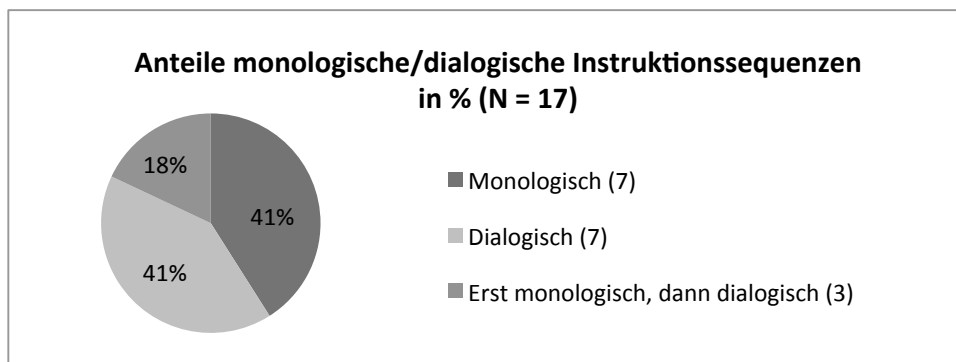 Anteile monologische/dialogische Instruktionssequenzen
in % (N = 17)
18%
41%
41%
Monologisch (7)
Dialogisch (7)
Erst monologisch, dann dialogisch (3)